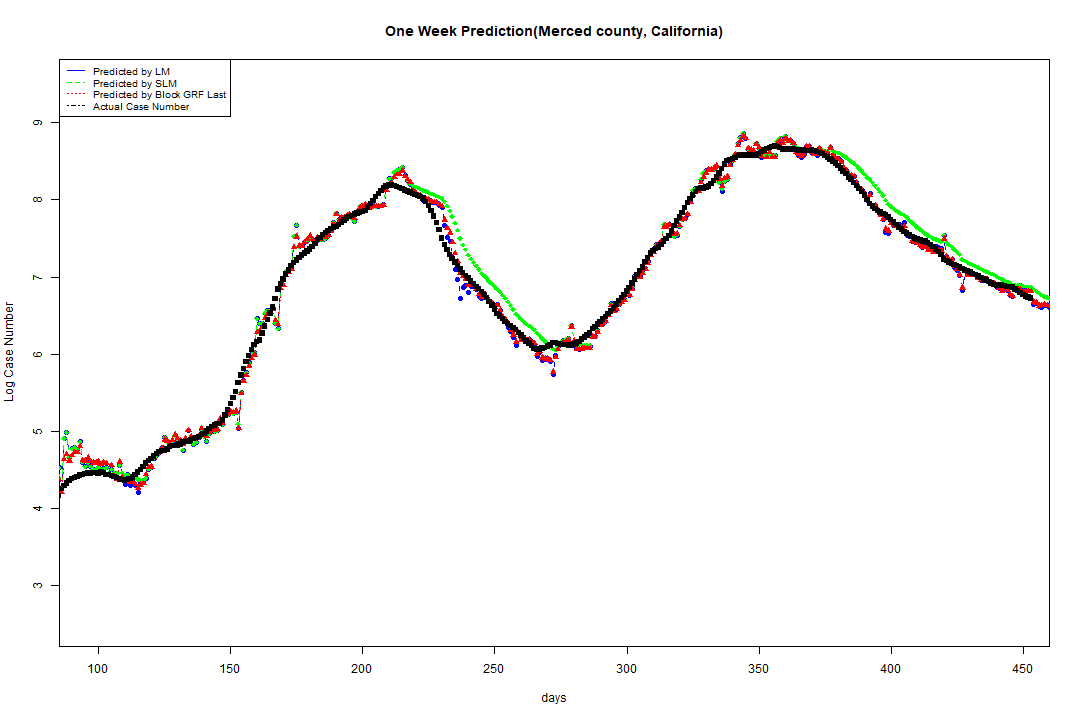 One Week Prediction(Merced county, California)
Predicted by LM
Predicted by SLM
Predicted by Block GRF Last
Actual Case Number
Log Case Number
9
8
7
6
5
4
3
100 150 200 250 300 350 400 450
days